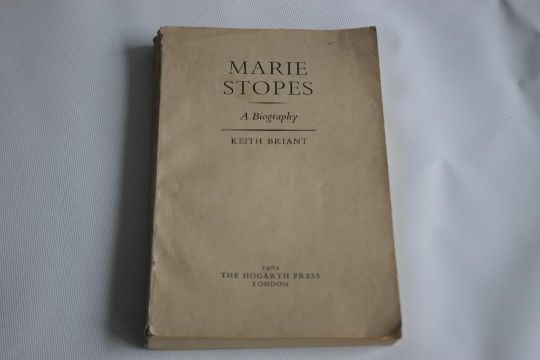 MARIE
STOPES
A Biography
KEITH BRIANT
1962
THE HOGARTH PRESS
LONDON